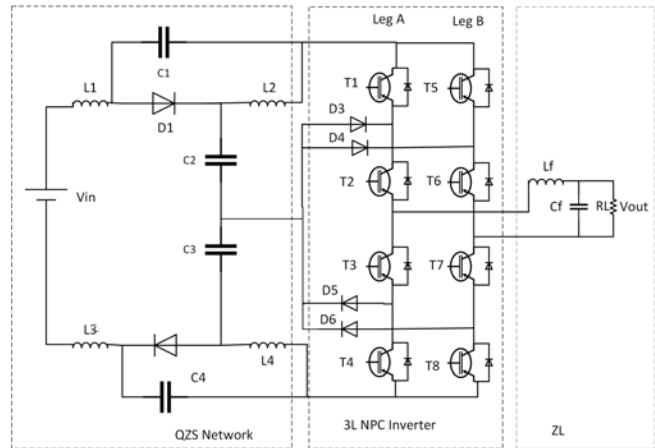 Leg A
Leg B
C1
L1
L2
D1
T1
T5
D3
D4
C2
T2
T6
Lf
Vin
Cf
RL
Vout
C3
T3
T7
D5
D6
L3
L4
T4
T8
C4
QZS Network
3L NPC Inverter
ZL